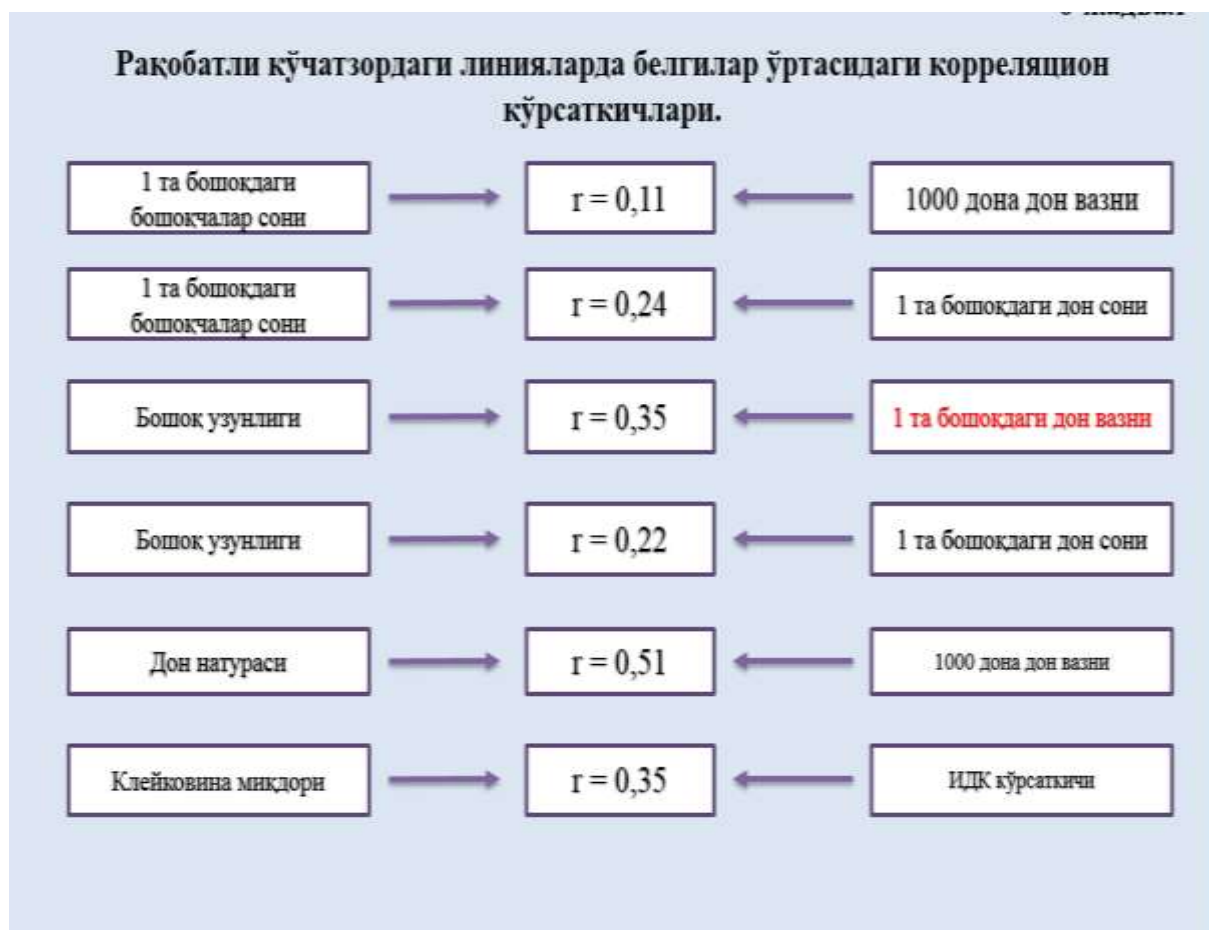 Рақобатли кўчатзордаги линияларда белгилар ўртасидаги корреляцион
кўрсаткичлари.
1 та бошоқдаги
бошоқчалар сони
r = 0,11
1000 дона дон вазни
1 та бошоқдаги
бошоқчалар сони
r = 0,24
1 та бошоқдаги дон сони
Бошоқ узунлиги
r = 0,35
1 та бошоқдаги дон вазни
Бошоқ узунлиги
r = 0,22
1 та бошоқдаги дон сони
Дон натураси
r = 0,51
1000 дона дон вазни
Клейковина миқдори
r = 0,35
ИДК кўрсаткичи